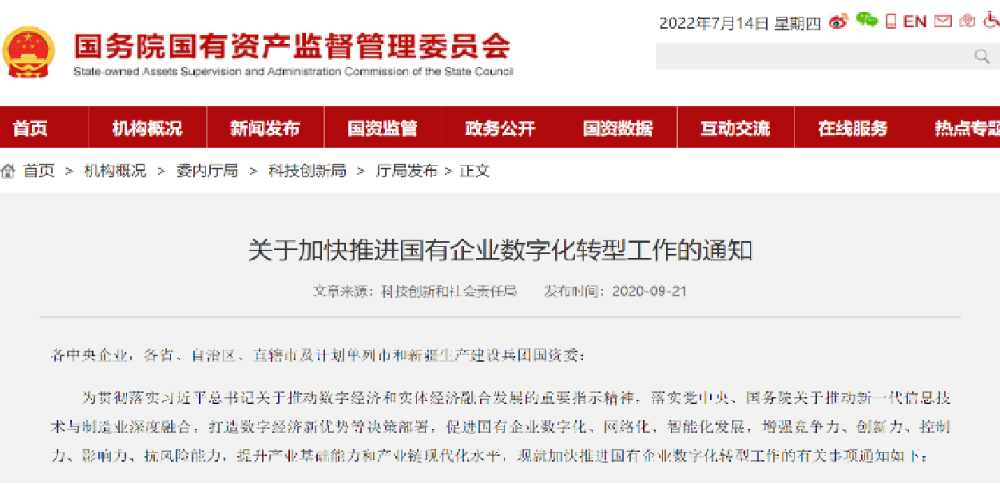 2022年7月14日 星期四 EN
国务院国有资产监督管理委员会
State-owned Assets Supervision and Administration Commission of the State Council
首页 机构概况 新闻发布 国资监管 政务公开 国资数据 互动交流 在线服务 热点专题
首页 > 机构概况 > 委内厅局 > 科技创新局 > 厅局发布 > 正文
关于加快推进国有企业数字化转型工作的通知
文章来源：科技创新和社会责任局 发布时间：2020-09-21
各中央企业，各省、自治区、直辖市及计划单列市和新疆生产建设兵团国资委：
为贯彻落实习近平总书记关于推动数字经济和实体经济融合发展的重要指示精神，落实党中央、国务院关于推动新一代信息技
术与制造业深度融合，打造数字经济新优势等决策部署，促进国有企业数字化、网络化、智能化发展，增强竞争力、创新力、控制
力、影响力、抗风险能力，提升产业基础能力和产业链现代化水平，现就加快推进国有企业数字化转型工作的有关事项通知如下：